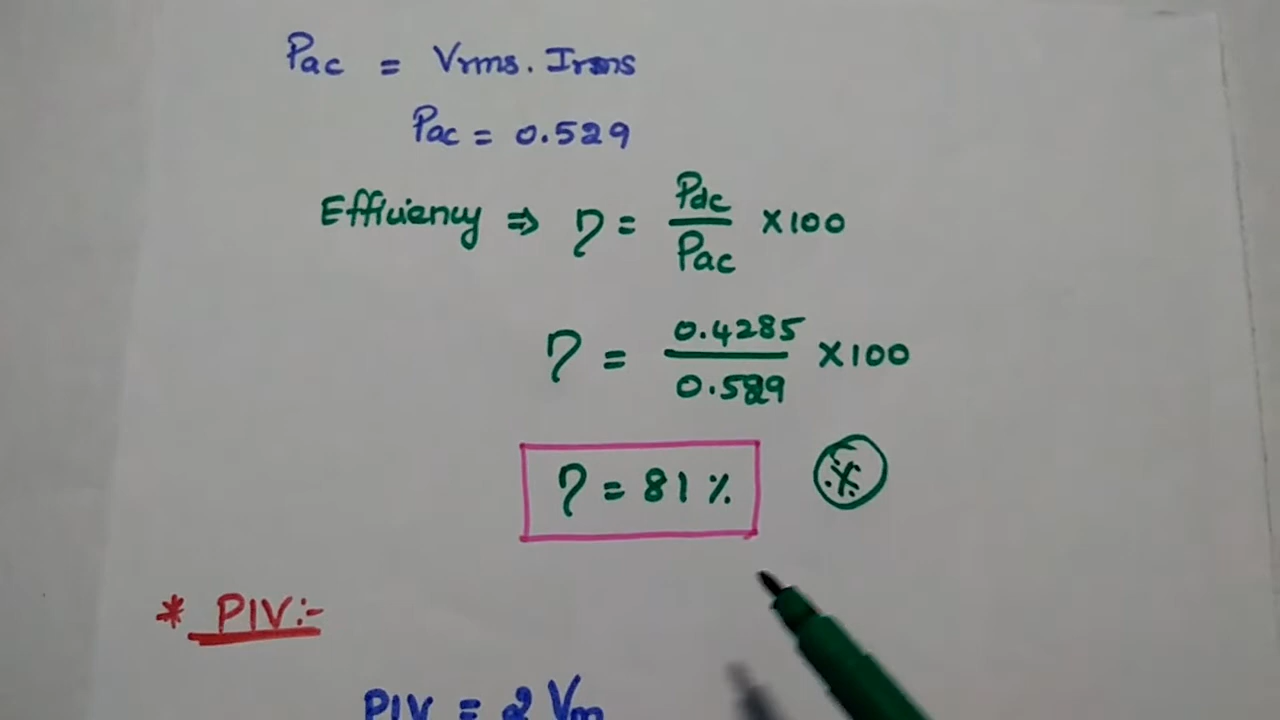 Pac = Vrms. Irms
Pac = 0.529
Efficiency ⇒ η = Pdc / Pac ×100
η = 0.4285 / 0.529 ×100
η = 81 %
* PIV:-
PIV = 2 Vm